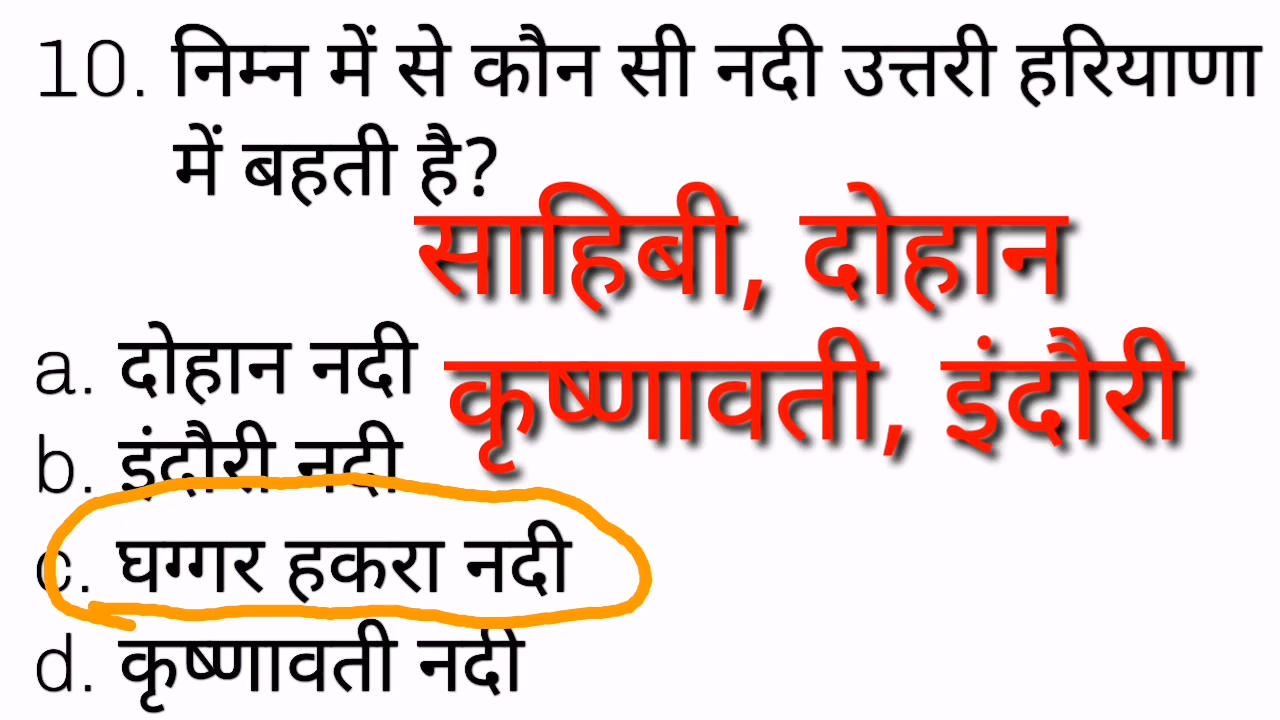 10. निम्न में से कौन सी नदी उत्तरी हरियाणा
में बहती है?
साहिबी, दोहान
कृष्णावती, इंदौरी
a. दोहान नदी
b. इंदौरी नदी
c. घग्गर हकरा नदी
d. कृष्णावती नदी